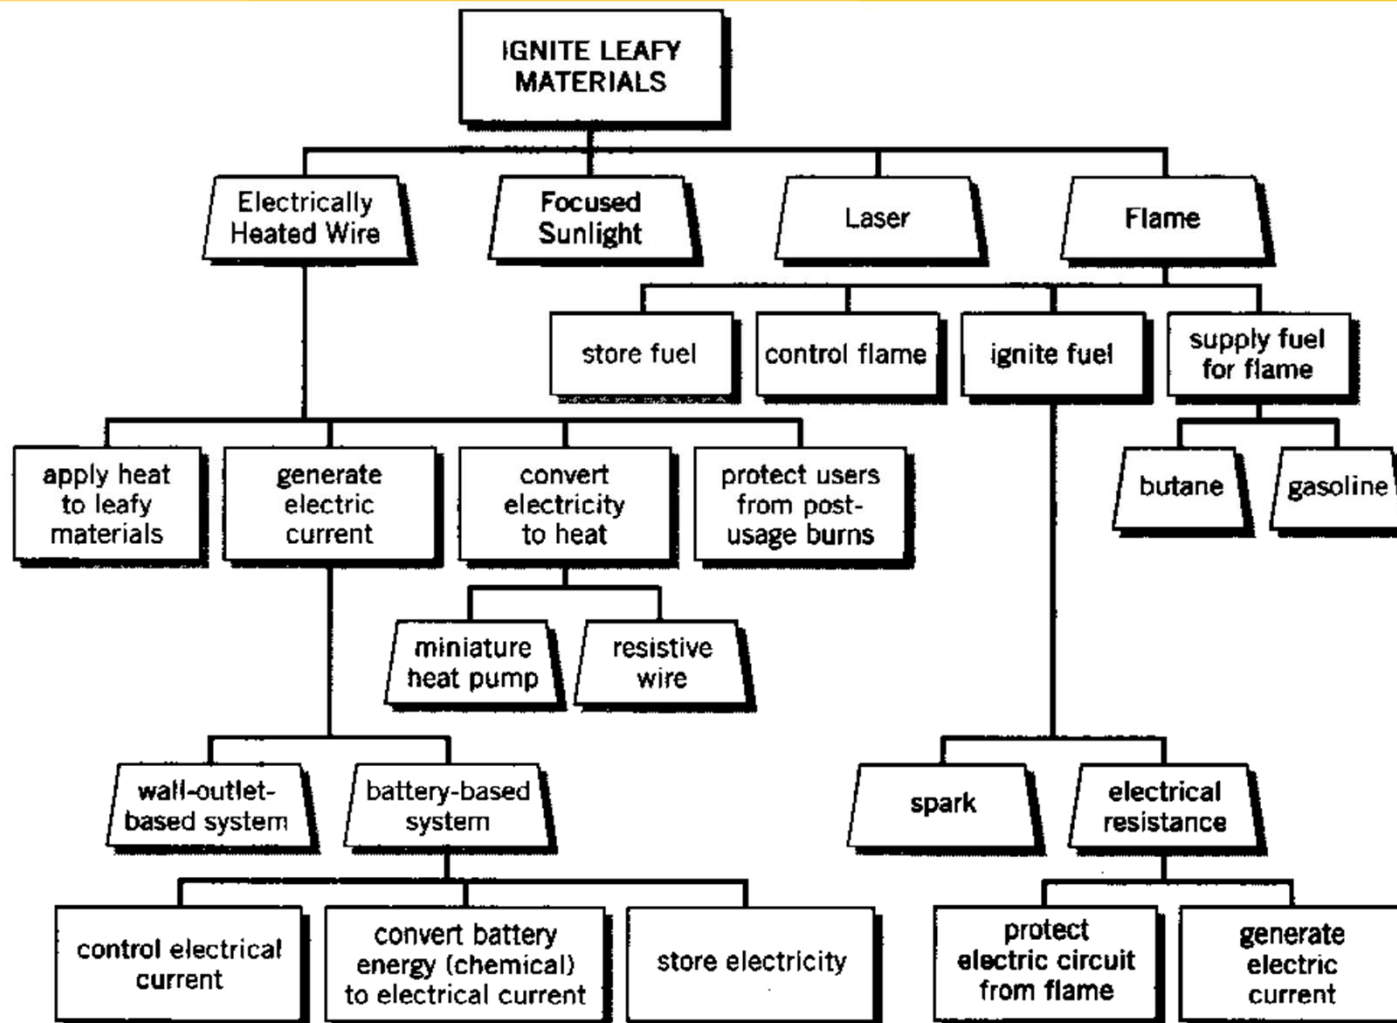 IGNITE LEAFY
MATERIALS
Electrically
Heated Wire
Focused
Sunlight
Laser
Flame
store fuel
control flame
ignite fuel
supply fuel
for flame
apply heat
to leafy
materials
generate
electric
current
convert
electricity
to heat
protect users
from post-
usage burns
butane
gasoline
miniature
heat pump
resistive
wire
wall-outlet-
based system
battery-based
system
spark
electrical
resistance
control electrical
current
convert battery
energy (chemical)
to electrical current
store electricity
protect
electric circuit
from flame
generate
electric
current